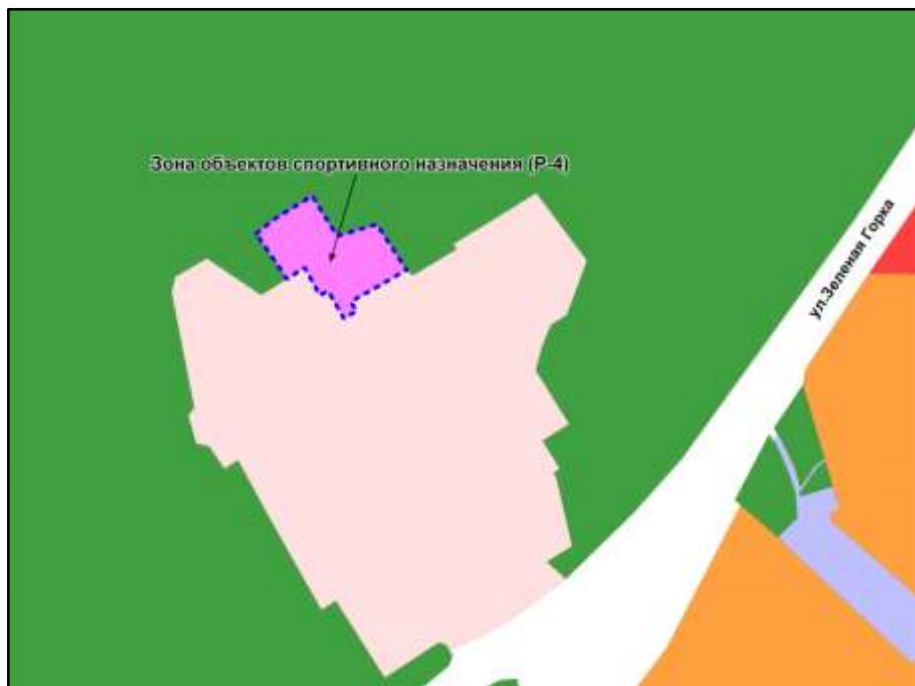 Зона объектов спортивного назначения (Р-4)
ул.Зеленая Горка